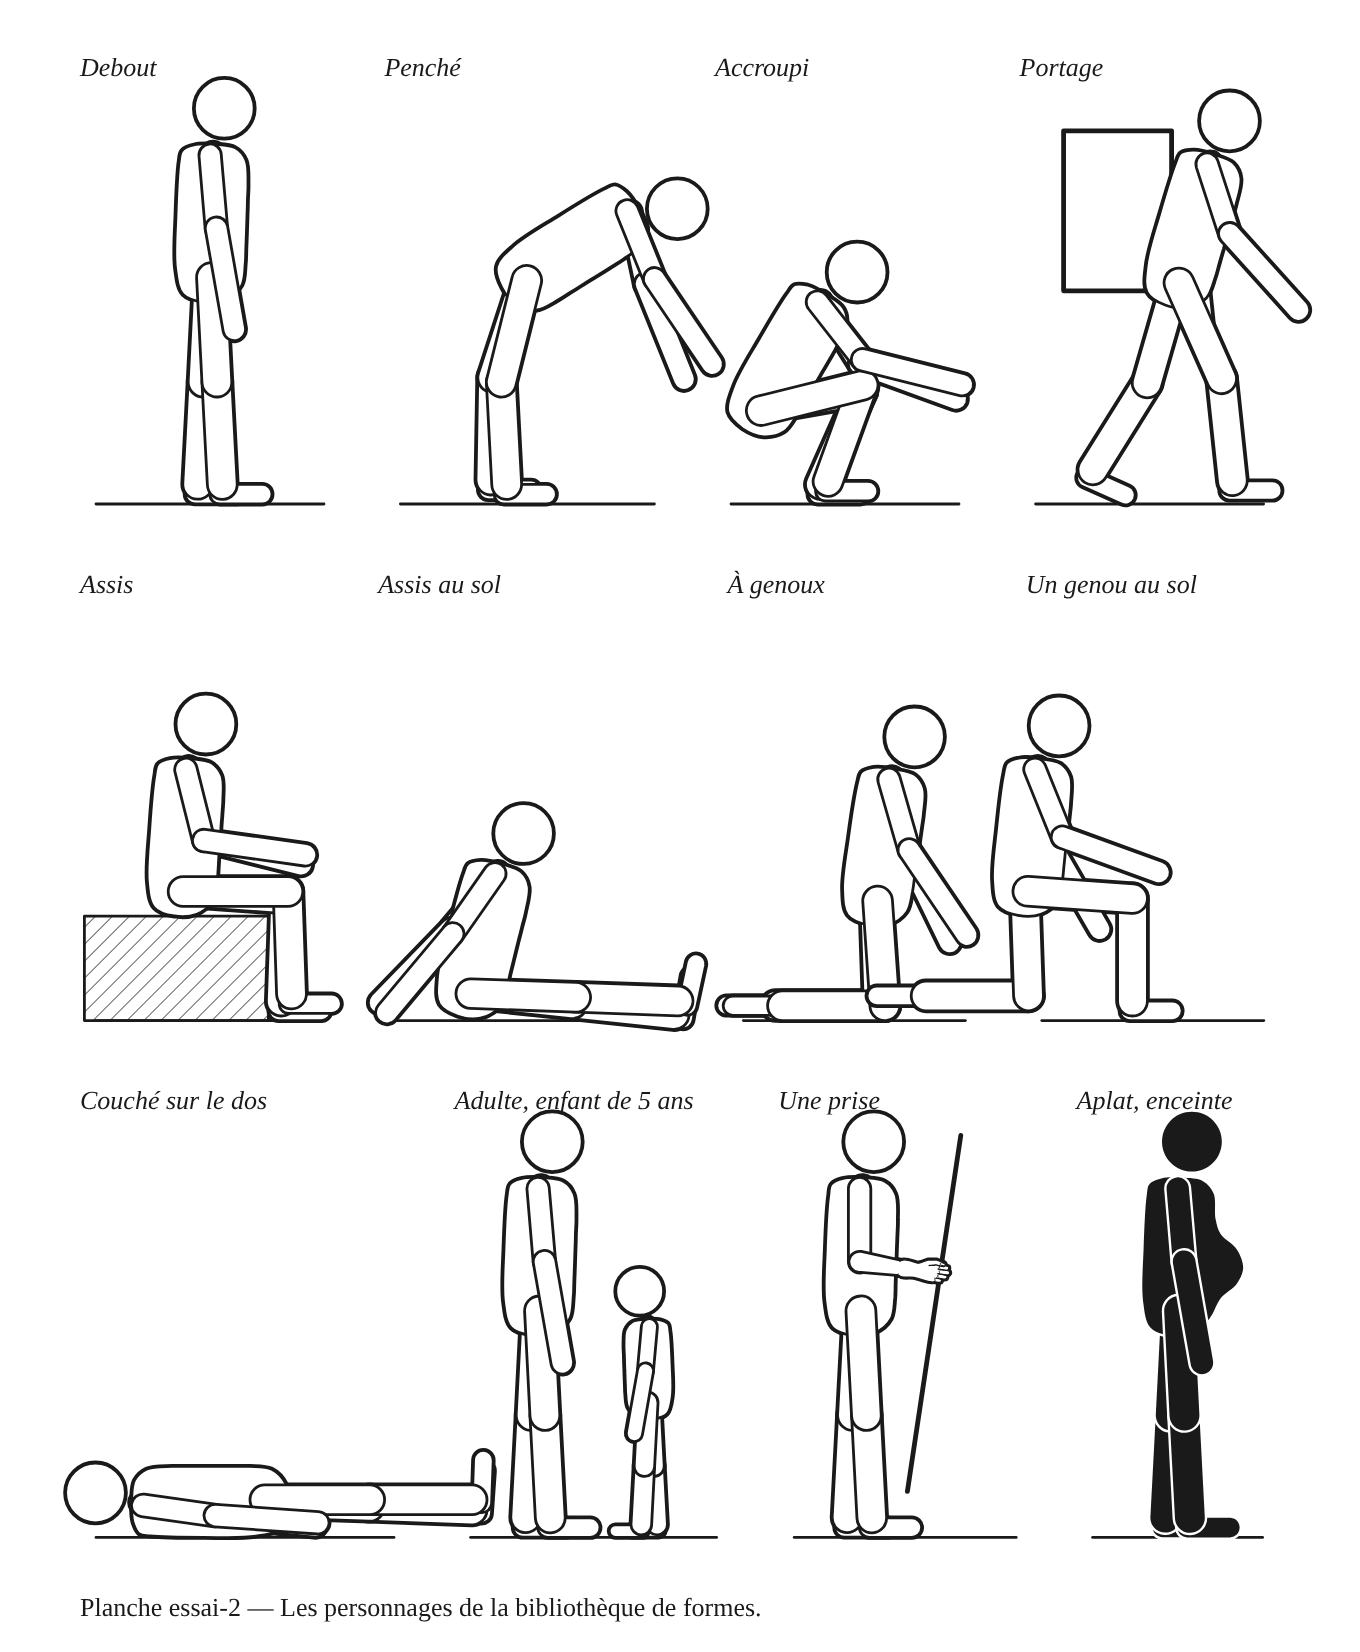 Debout
Penché
Accroupi
Portage
Assis
Assis au sol
À genoux
Un genou au sol
Couché sur le dos
Adulte, enfant de 5 ans
Une prise
Aplat, enceinte
Planche essai-2 — Les personnages de la bibliothèque de formes.